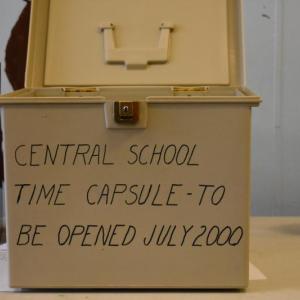 CENTRAL SCHOOL
TIME CAPSULE - TO
BE OPENED JULY 2000